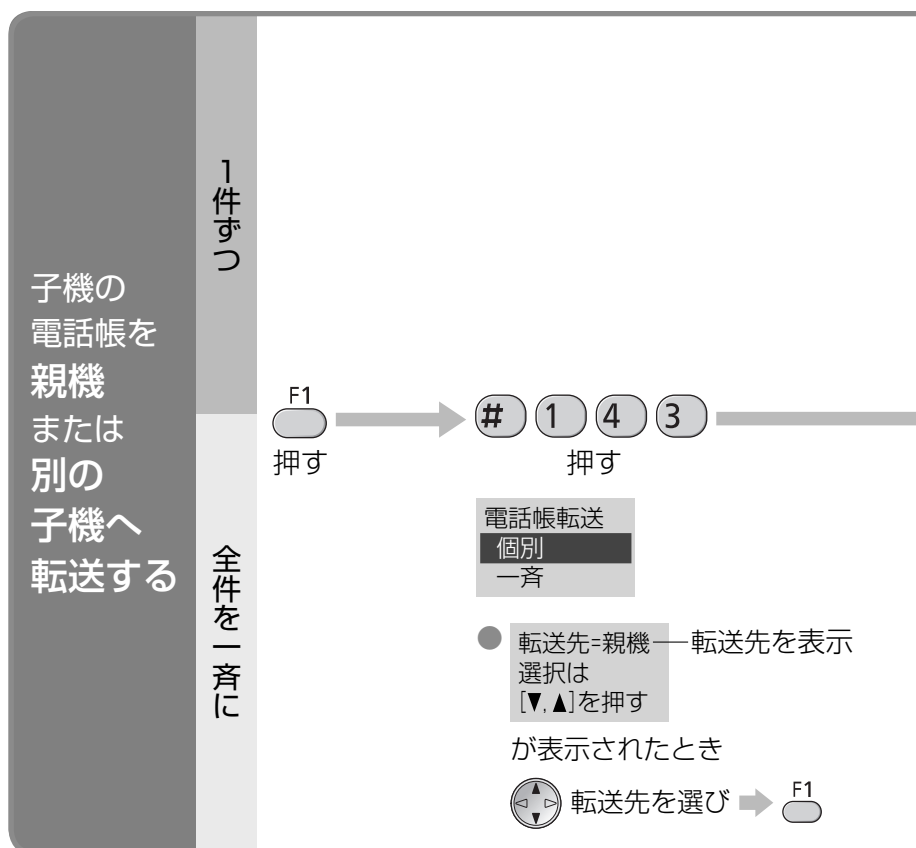 子機の
電話帳を
親機
または
別の
子機へ
転送する
1件ずつ
全件を一斉に
F1
押す
# 1 4 3
押す
電話帳転送
個別
一斉
● 転送先=親機 転送先を表示
選択は
[▼,▲]を押す
が表示されたとき
転送先を選び F1